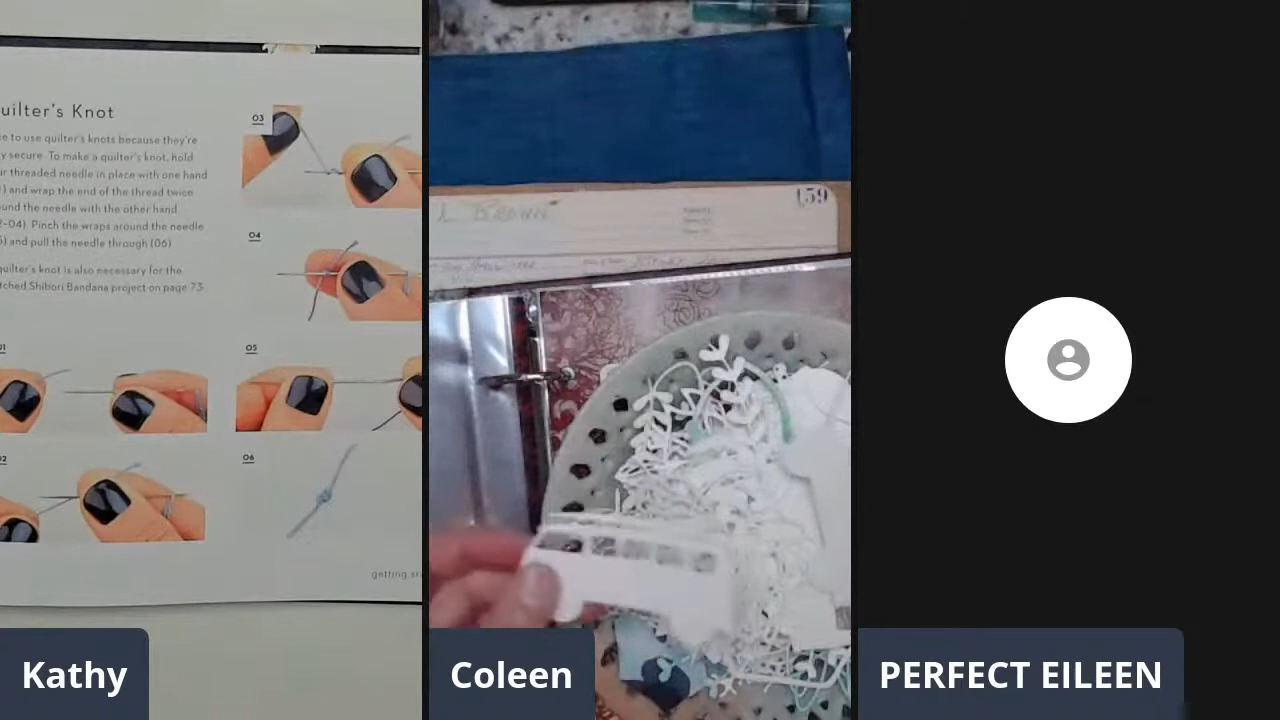 uilter's Knot
e to use quilter's knots because they're
y secure. To make a quilter's knot, hold
ur threaded needle in place with one hand
) and wrap the end of the thread twice
und the needle with the other hand
2–04). Pinch the wraps around the needle
5) and pull the needle through (06)
quilter's knot is also necessary for the
tched Shibori Bandana project on page 73.
03
04
01
05
02
06
getting
159
L Brown
Kathy
Coleen
PERFECT EILEEN